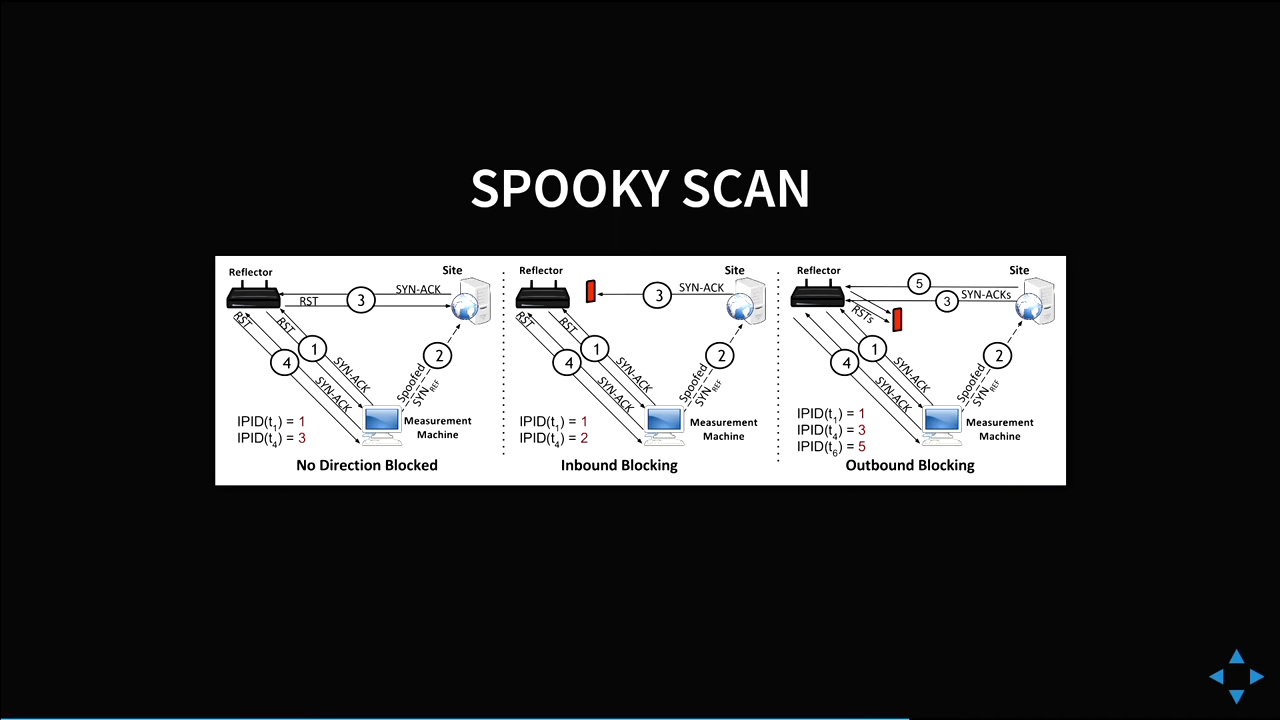 SPOOKY SCAN
Reflector
Site
SYN-ACK
RST
3
RST
RST
1
4
SYN-ACK
SYN-ACK
2
Spoofed
SYN REF
IPID(t1) = 1
IPID(t4) = 3
Measurement
Machine
No Direction Blocked
Reflector
Site
SYN-ACK
3
RST
RST
1
4
SYN-ACK
SYN-ACK
2
Spoofed
SYN REF
IPID(t1) = 1
IPID(t4) = 2
Measurement
Machine
Inbound Blocking
Reflector
Site
5
3
SYN-ACKs
RSTs
1
4
SYN-ACK
SYN-ACK
2
Spoofed
SYN REF
IPID(t1) = 1
IPID(t4) = 3
IPID(t6) = 5
Measurement
Machine
Outbound Blocking